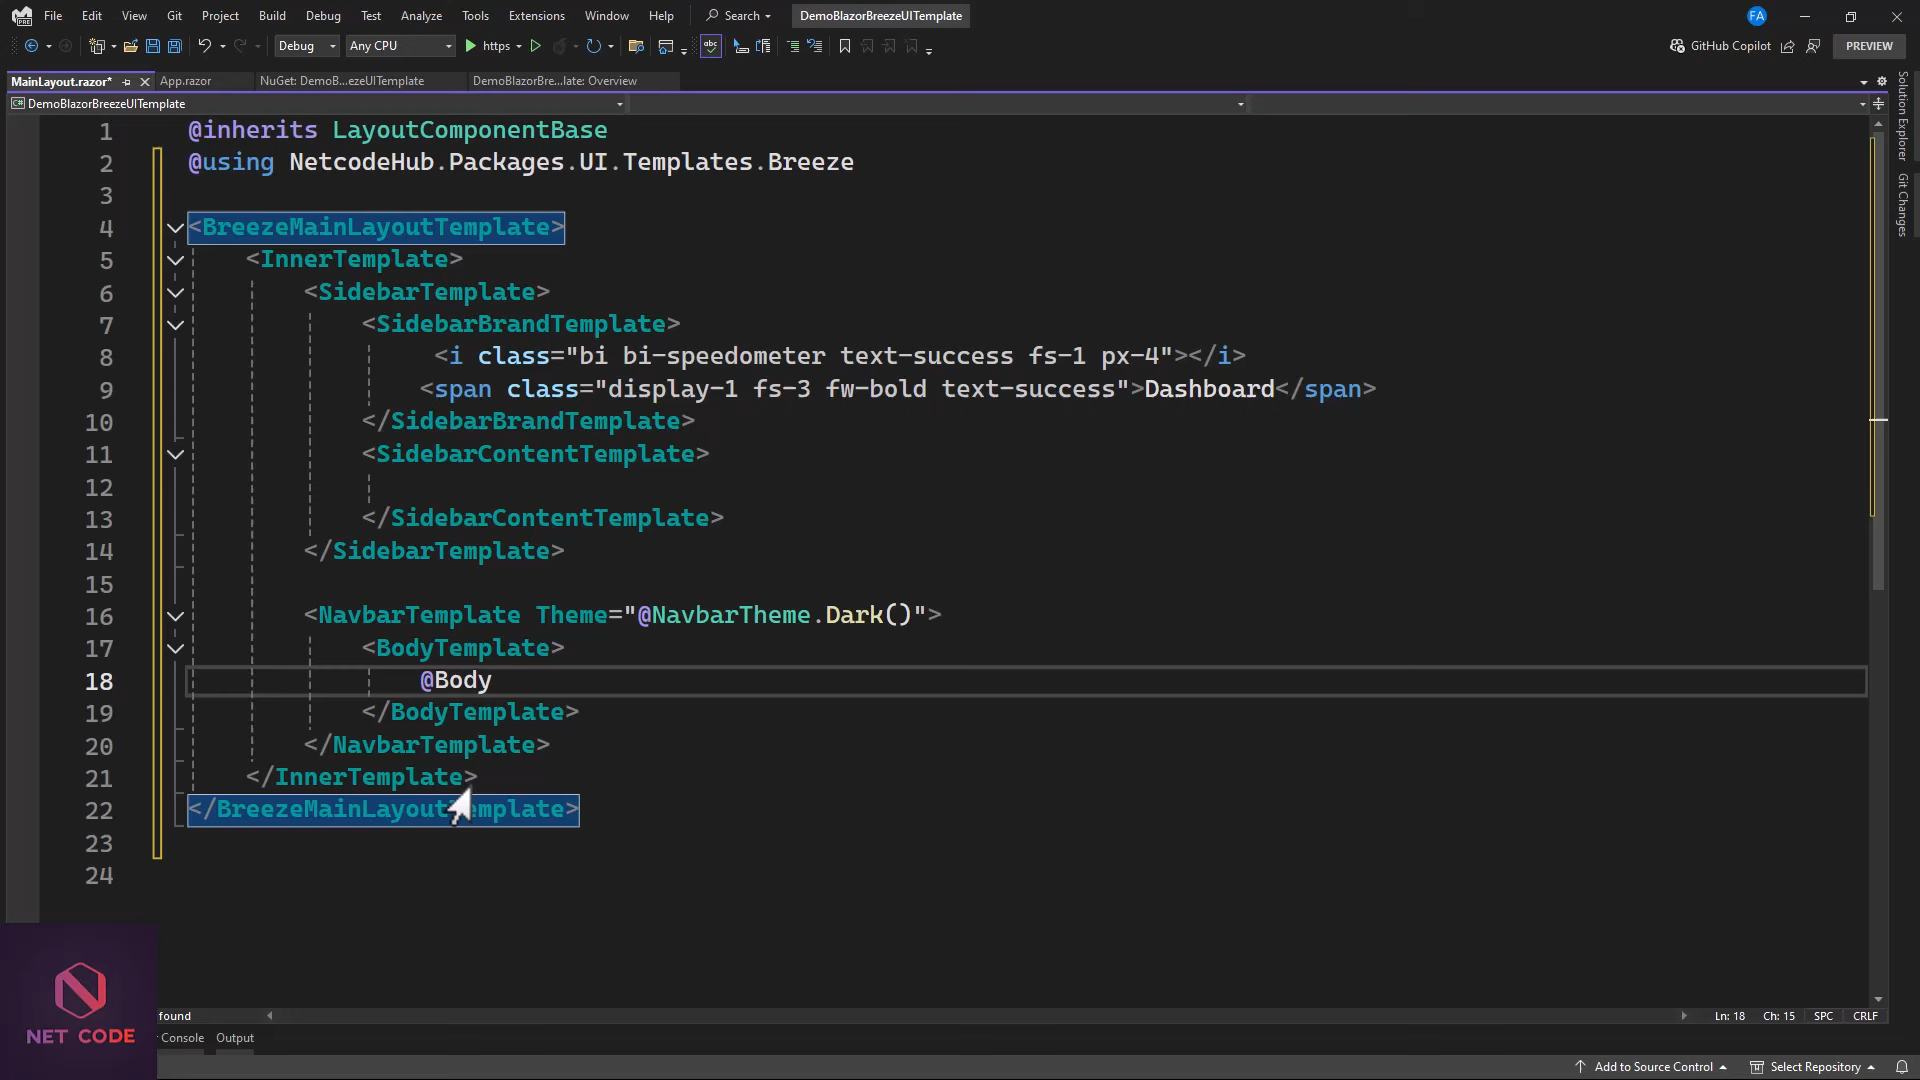 File Edit View Git Project Build Debug Test Analyze Tools Extensions Window Help Search DemoBlazorBreezeUITemplate FA
Debug Any CPU https GitHub Copilot PREVIEW
MainLayout.razor* App.razor NuGet: DemoB...ezeUITemplate DemoBlazorBre...late: Overview
DemoBlazorBreezeUITemplate
1 @inherits LayoutComponentBase
2 @using NetcodeHub.Packages.UI.Templates.Breeze
3
4 <BreezeMainLayoutTemplate>
5 <InnerTemplate>
6 <SidebarTemplate>
7 <SidebarBrandTemplate>
8 <i class="bi bi-speedometer text-success fs-1 px-4"></i>
9 <span class="display-1 fs-3 fw-bold text-success">Dashboard</span>
10 </SidebarBrandTemplate>
11 <SidebarContentTemplate>
12
13 </SidebarContentTemplate>
14 </SidebarTemplate>
15
16 <NavbarTemplate Theme="@NavbarTheme.Dark()">
17 <BodyTemplate>
18 @Body
19 </BodyTemplate>
20 </NavbarTemplate>
21 </InnerTemplate>
22 </BreezeMainLayoutTemplate>
23
24
Solution Explorer
Git Changes
NET CODE
found Ln: 18 Ch: 15 SPC CRLF
Console Output
Add to Source Control Select Repository